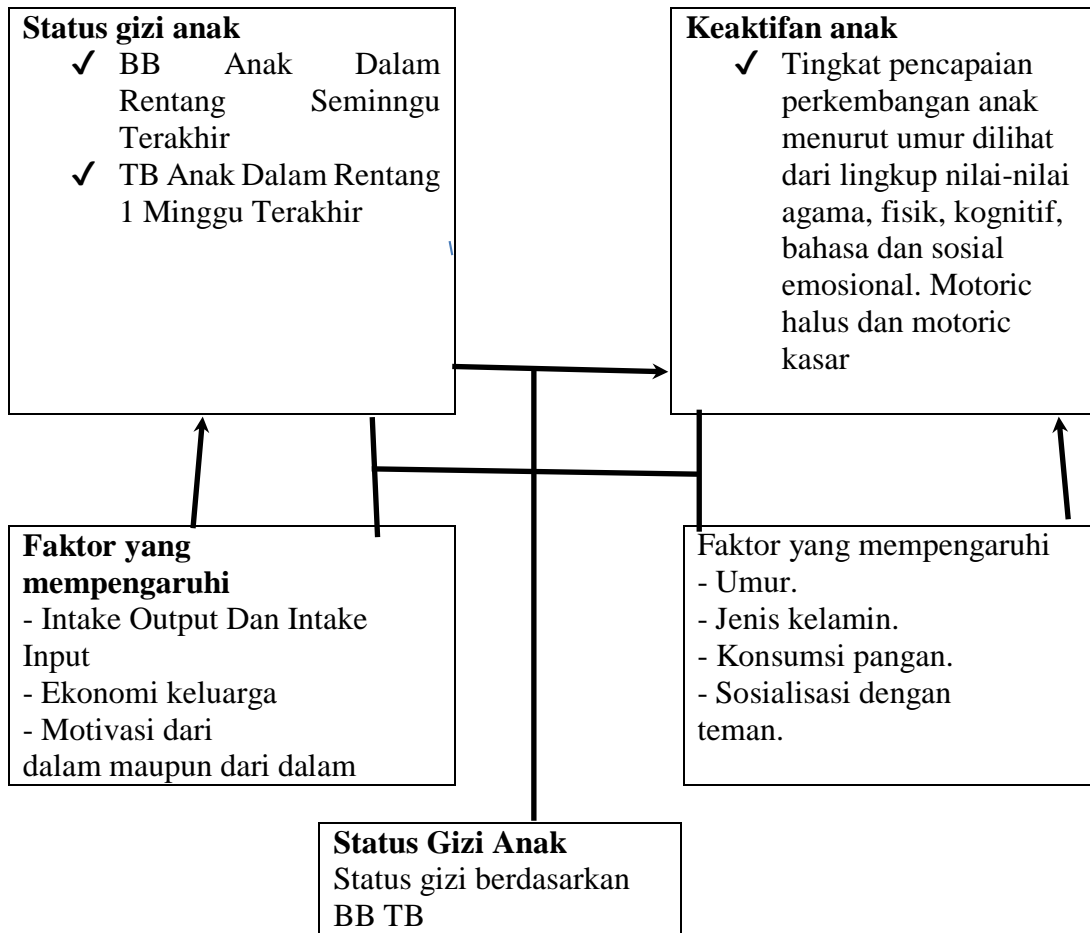 Status gizi anak
✓ BB Anak Dalam
Rentang Seminngu
Terakhir
✓ TB Anak Dalam Rentang
1 Minggu Terakhir
\
Keaktifan anak
✓ Tingkat pencapaian
perkembangan anak
menurut umur dilihat
dari lingkup nilai-nilai
agama, fisik, kognitif,
bahasa dan sosial
emosional. Motoric
halus dan motoric
kasar
Faktor yang
mempengaruhi
- Intake Output Dan Intake
Input
- Ekonomi keluarga
- Motivasi dari
dalam maupun dari dalam
Faktor yang mempengaruhi
- Umur.
- Jenis kelamin.
- Konsumsi pangan.
- Sosialisasi dengan
teman.
Status Gizi Anak
Status gizi berdasarkan
BB TB